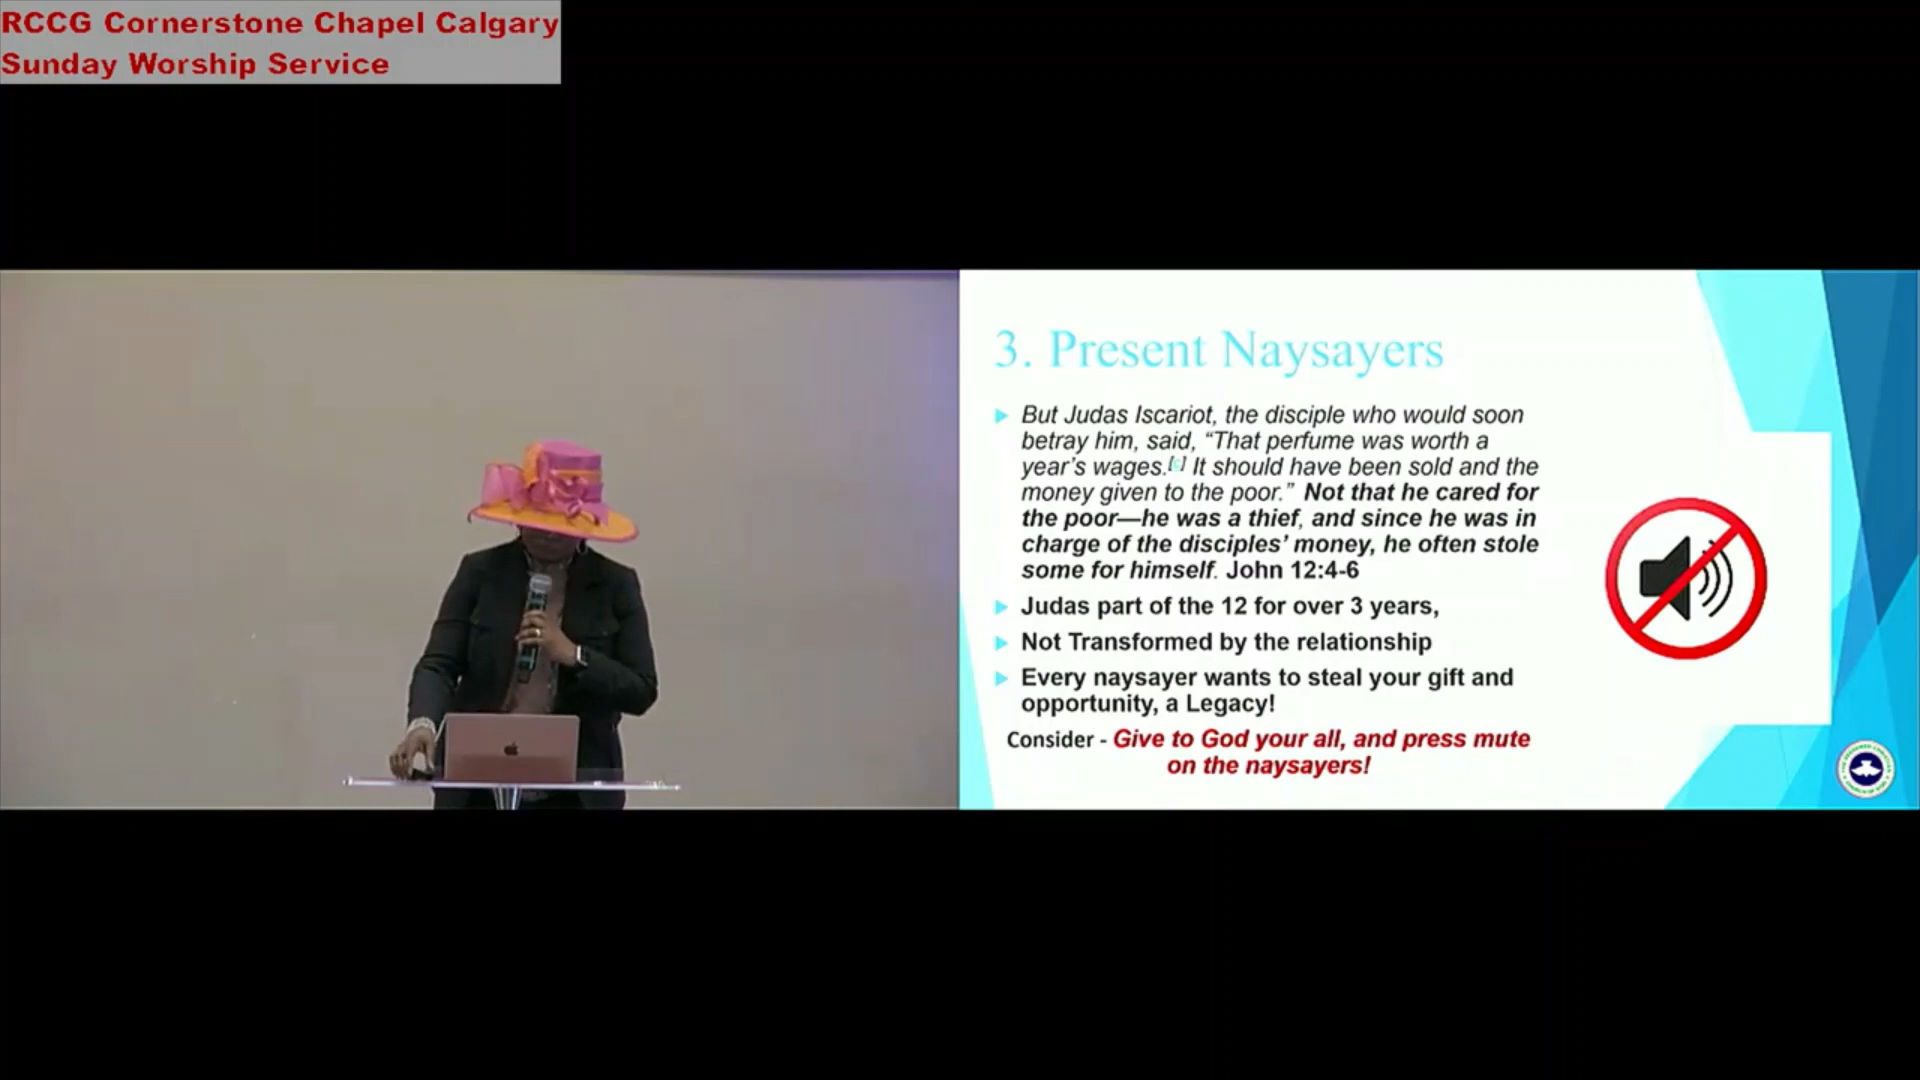 RCCG Cornerstone Chapel Calgary
Sunday Worship Service
3. Present Naysayers
But Judas Iscariot, the disciple who would soon
betray him, said, “That perfume was worth a
year’s wages.[c] It should have been sold and the
money given to the poor.” Not that he cared for
the poor—he was a thief, and since he was in
charge of the disciples’ money, he often stole
some for himself. John 12:4-6
Judas part of the 12 for over 3 years,
Not Transformed by the relationship
Every naysayer wants to steal your gift and
opportunity, a Legacy!
Consider - Give to God your all, and press mute
on the naysayers!